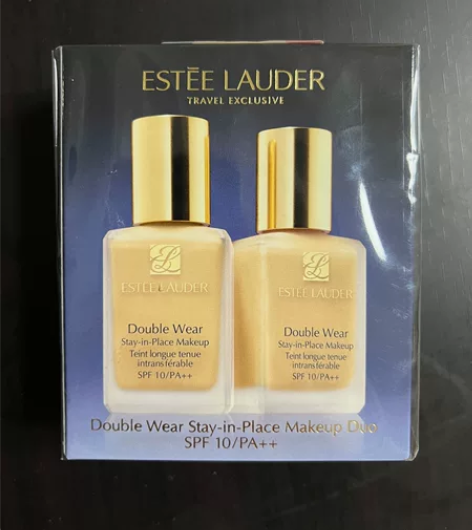 ESTĒE LAUDER
TRAVEL EXCLUSIVE
ESTĒE LAUDER
Double Wear
Stay-in-Place Makeup
Teint longue tenue
intransférable
SPF 10/PA++
ESTĒE LAUDER
Double Wear
Stay-in-Place Makeup
Teint longue tenue
intransférable
SPF 10/PA++
Double Wear Stay-in-Place Makeup Duo
SPF 10/PA++